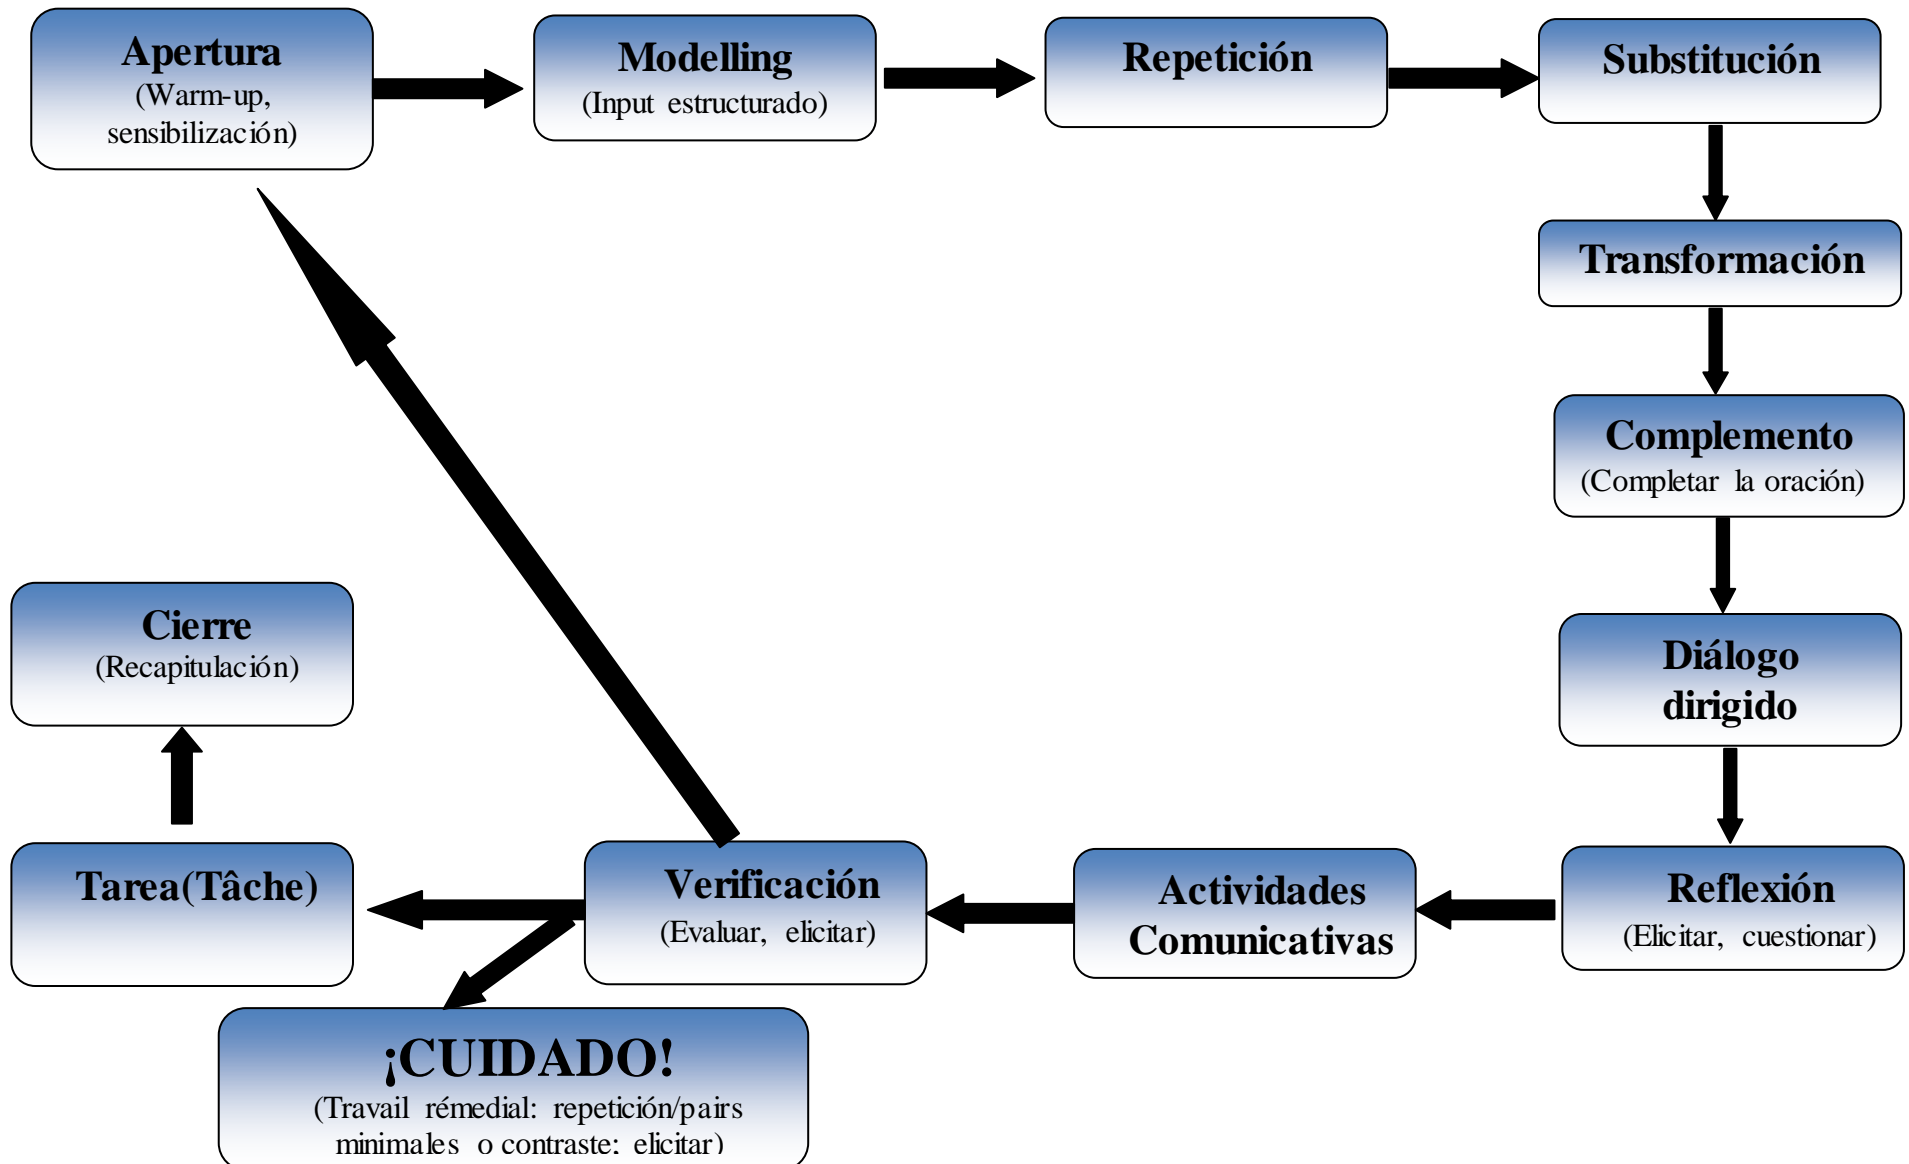 Apertura
(Warm-up,
sensibilización)
Modelling
(Input estructurado)
Repetición
Substitución
Transformación
Complemento
(Completar la oración)
Diálogo
dirigido
Reflexión
(Elicitar, cuestionar)
Actividades
Comunicativas
Verificación
(Evaluar, elicitar)
Tarea(Tâche)
Cierre
(Recapitulación)
¡CUIDADO!
(Travail rémedial: repetición/pairs
minimales o contraste; elicitar)